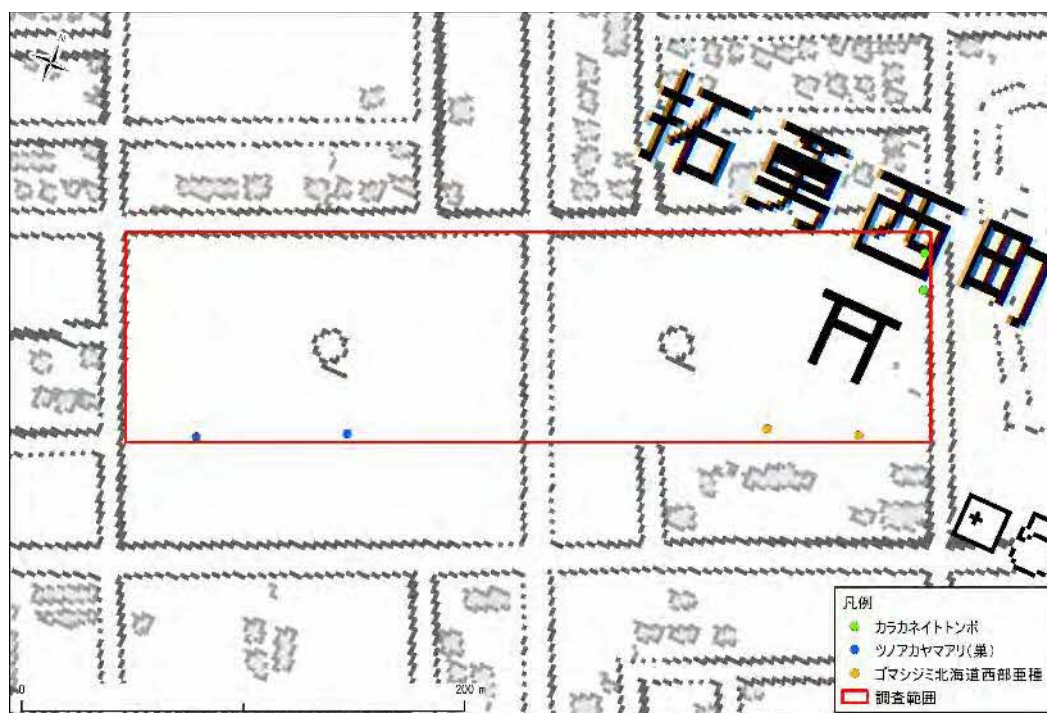 N
拓勇西町
凡例
カラカネイトトンボ
ツノアカヤマアリ(巣)
ゴマシジミ北海道西部亜種
調査範囲
0 200 m